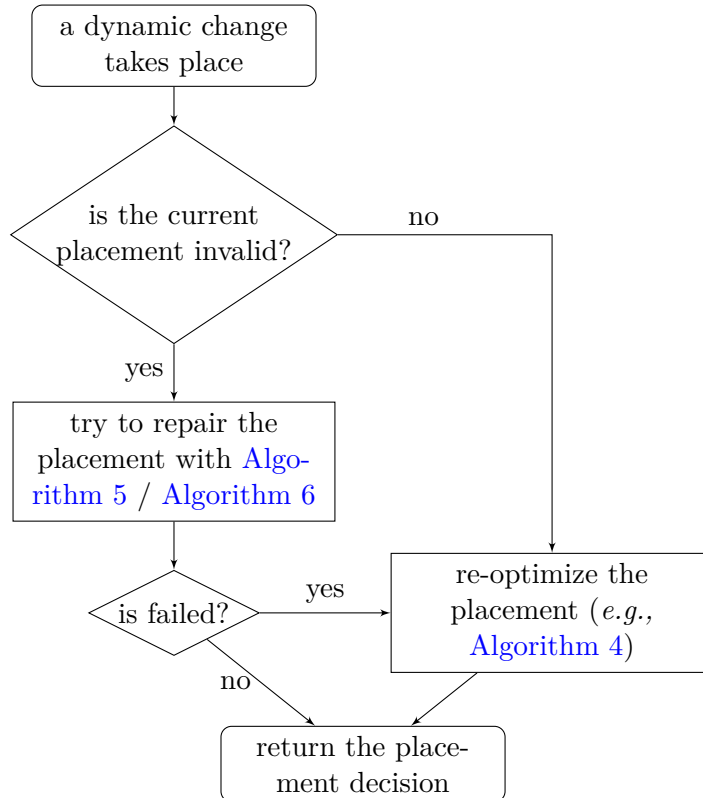 a dynamic change
takes place
is the current
placement invalid?
no
yes
try to repair the
placement with Algo-
rithm 5 / Algorithm 6
is failed?
yes
re-optimize the
placement (e.g.,
Algorithm 4)
no
return the place-
ment decision